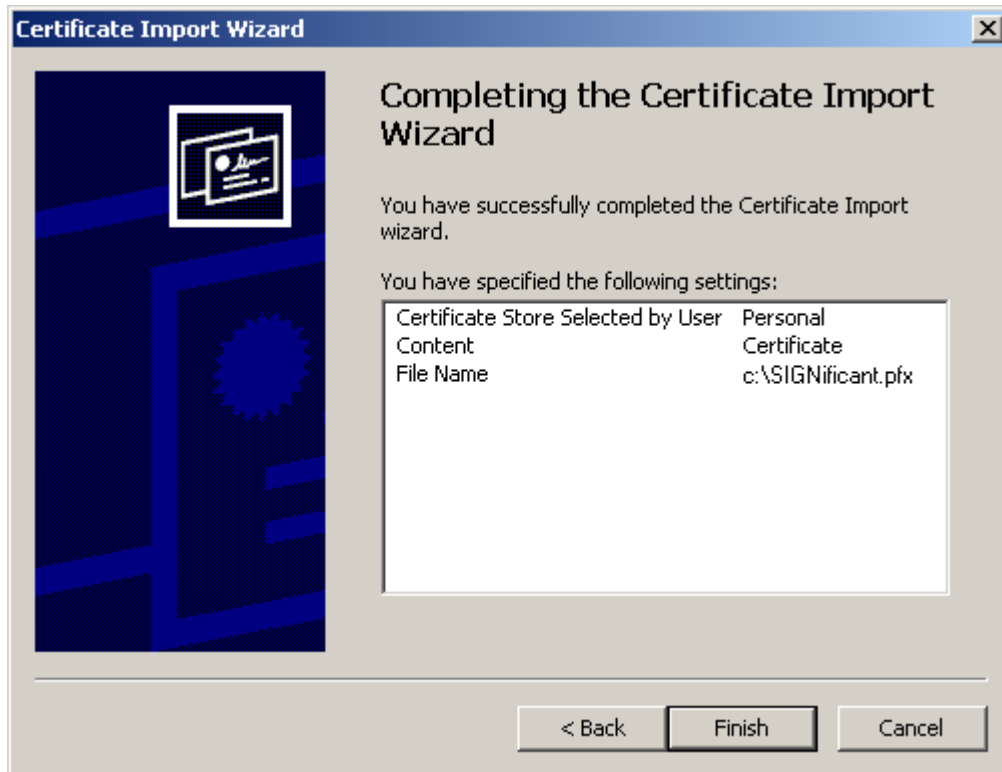 Certificate Import Wizard
Completing the Certificate Import
Wizard
You have successfully completed the Certificate Import
wizard.
You have specified the following settings:
Certificate Store Selected by User Personal
Content Certificate
File Name c:\SIGNificant.pfx
< Back Finish Cancel